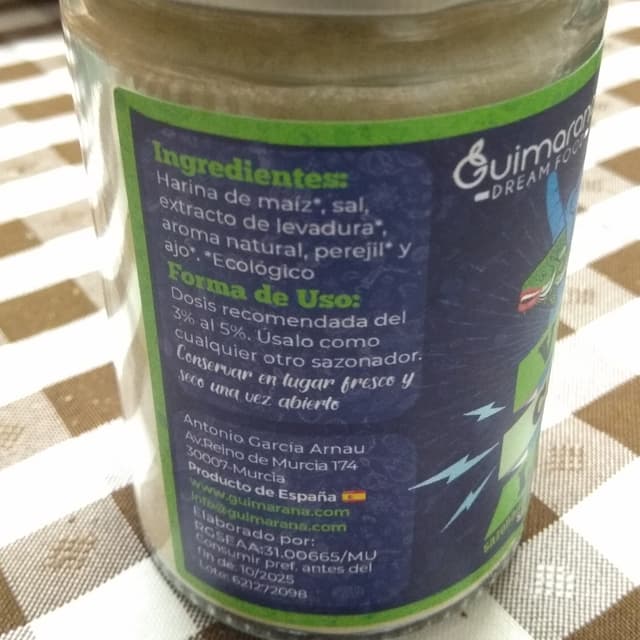 Ingredientes:
Harina de maíz*, sal,
extracto de levadura*,
aroma natural, perejil* y
ajo*. *Ecológico
Forma de Uso:
Dosis recomendada del
3% al 5%. Úsalo como
cualquier otro sazonador.
Conservar en lugar fresco y
seco una vez abierto
Antonio García Arnau
Av.Reino de Murcia 174
30007-Murcia
Producto de España
www.guimarana.com
info@guimarana.com
Elaborado por:
RGSEAA:31.00665/MU
Consumir pref. antes del
fin de: 10/2025
Lote: 621272098
Guimarana
DREAM FOOD